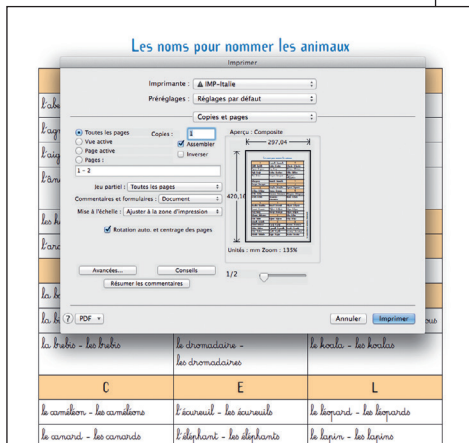 Les noms pour nommer les animaux
Imprimer
Imprimante : IMP-Italie
Préréglages : Réglages par défaut
Copies et pages
Toutes les pages
Vue active
Page active
Pages :
1 - 2
Copies : 1
Assembler
Inverser
Jeu partiel : Toutes les pages
Commentaires et formulaires : Document
Mise à l'échelle : Ajuster à la zone d'impression
Rotation auto. et centrage des pages
Avancées...
Conseils
Résumer les commentaires
Aperçu : Composite
297,04
420,10
Unités : mm Zoom : 135%
1/2
? PDF
Annuler
Imprimer
la brebis - les brebis
le dromadaire -
les dromadaires
le koala - les koalas
C
E
L
le caméléon - les caméléons
l'écureuil - les écureuils
le léopard - les léopards
le canard - les canards
l'éléphant - les éléphants
le lapin - les lapins